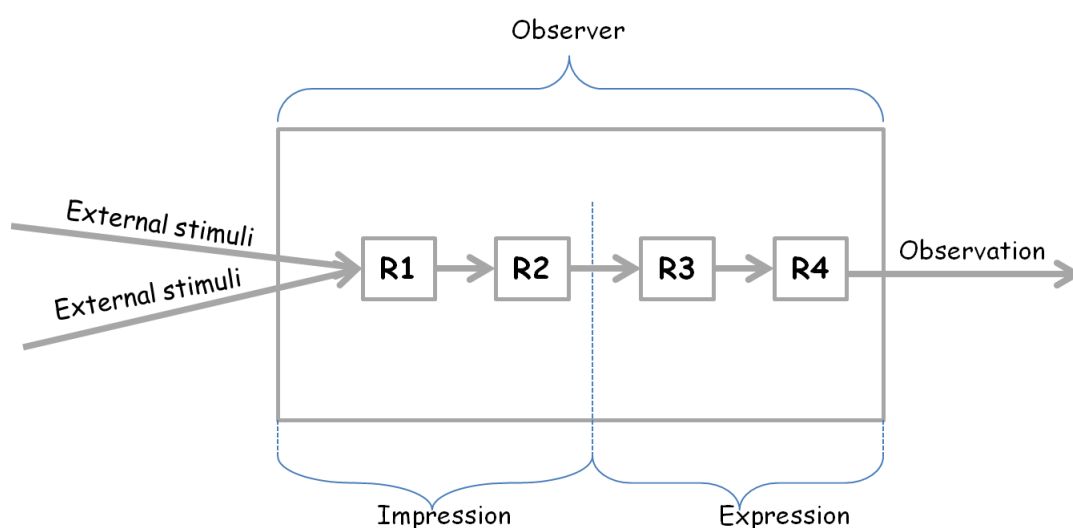 Observer
External stimuli
External stimuli
R1
R2
R3
R4
Observation
Impression
Expression